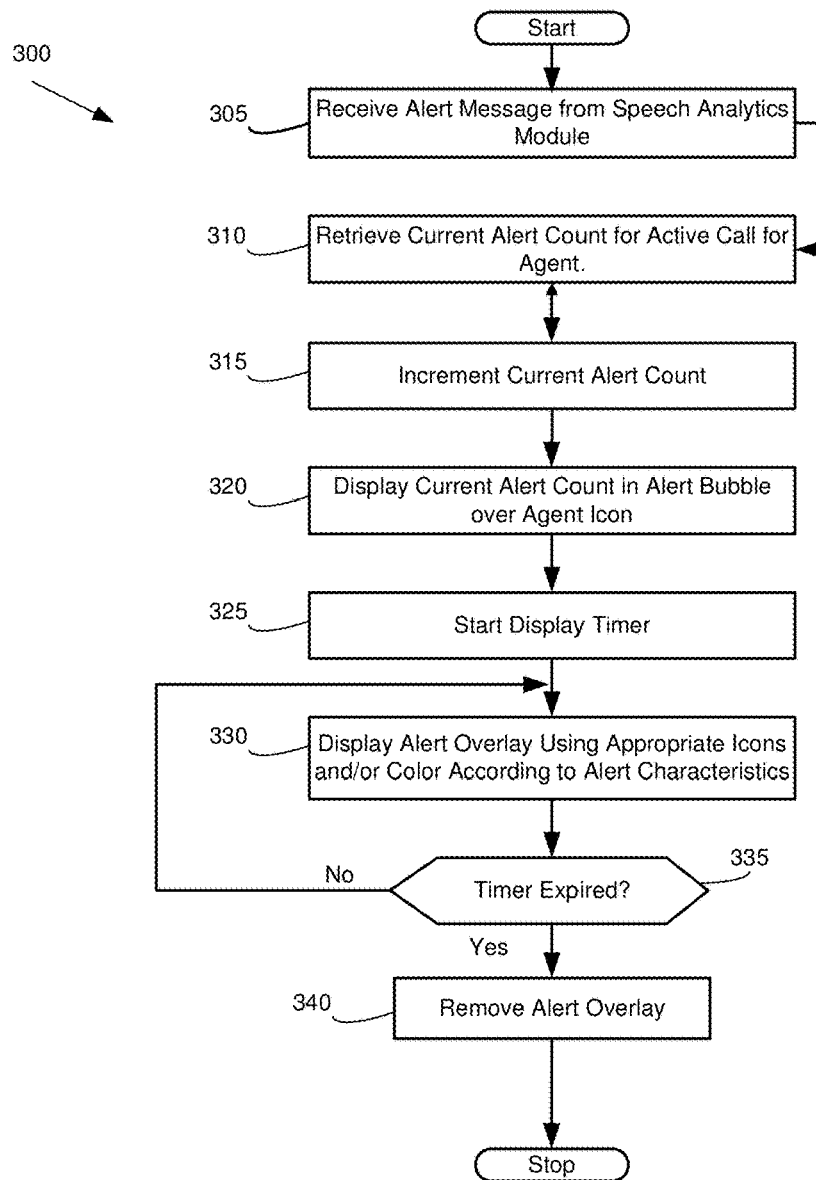 Start
300
305
Receive Alert Message from Speech Analytics
Module
310
Retrieve Current Alert Count for Active Call for
Agent.
315
Increment Current Alert Count
320
Display Current Alert Count in Alert Bubble
over Agent Icon
325
Start Display Timer
330
Display Alert Overlay Using Appropriate Icons
and/or Color According to Alert Characteristics
335
No
Timer Expired?
Yes
340
Remove Alert Overlay
Stop